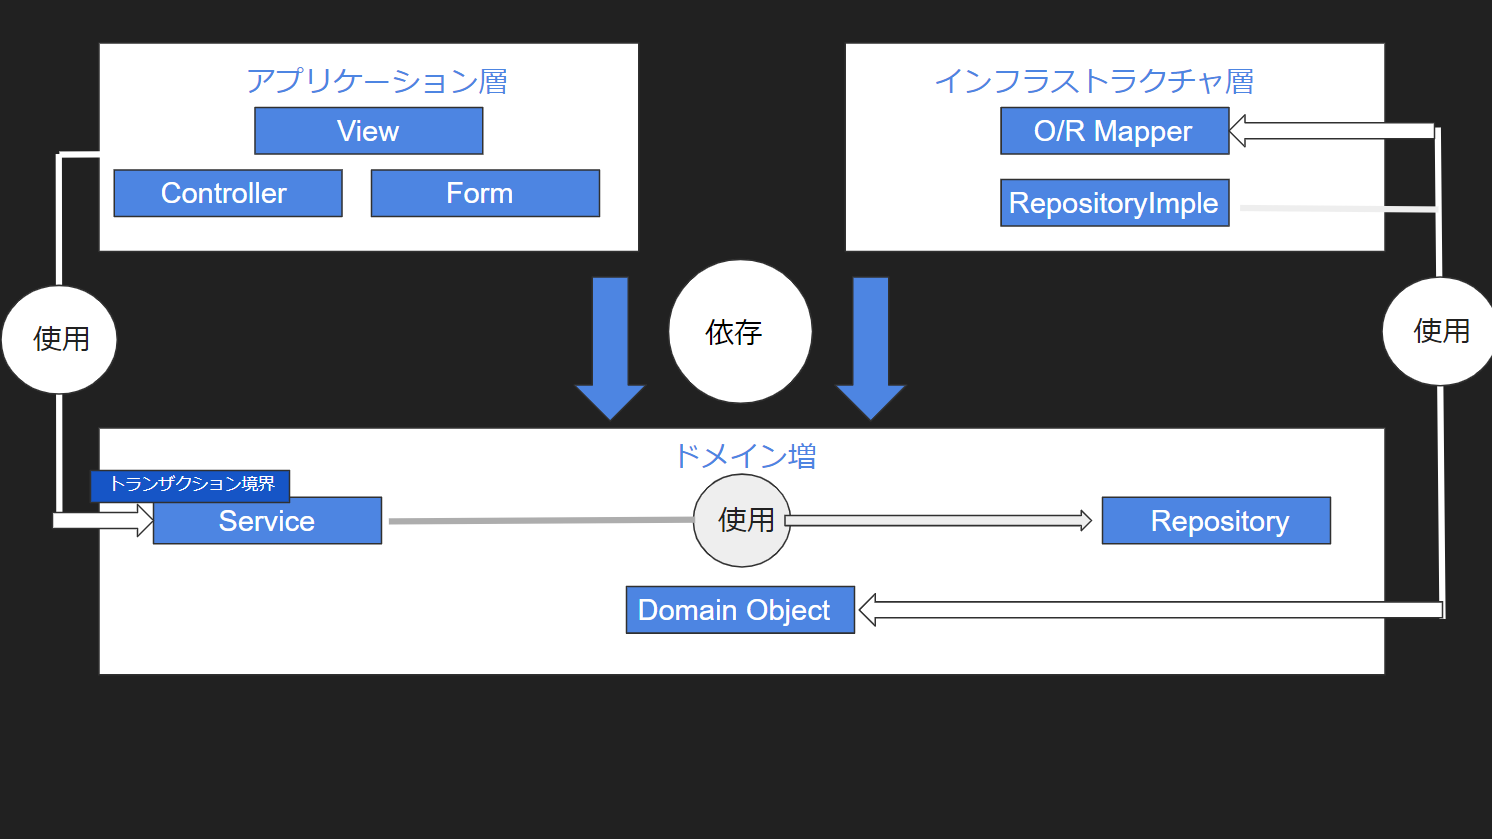 アプリケーション層
View
Controller
Form
インフラストラクチャ層
O/R Mapper
RepositoryImple
使用
依存
使用
ドメイン増
トランザクション境界
Service
使用
Repository
Domain Object